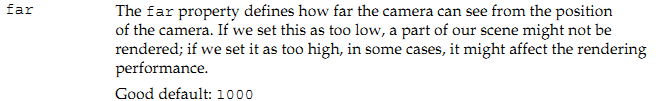 far The far property defines how far the camera can see from the position
of the camera. If we set this as too low, a part of our scene might not be
rendered; if we set it as too high, in some cases, it might affect the rendering
performance.
Good default: 1000